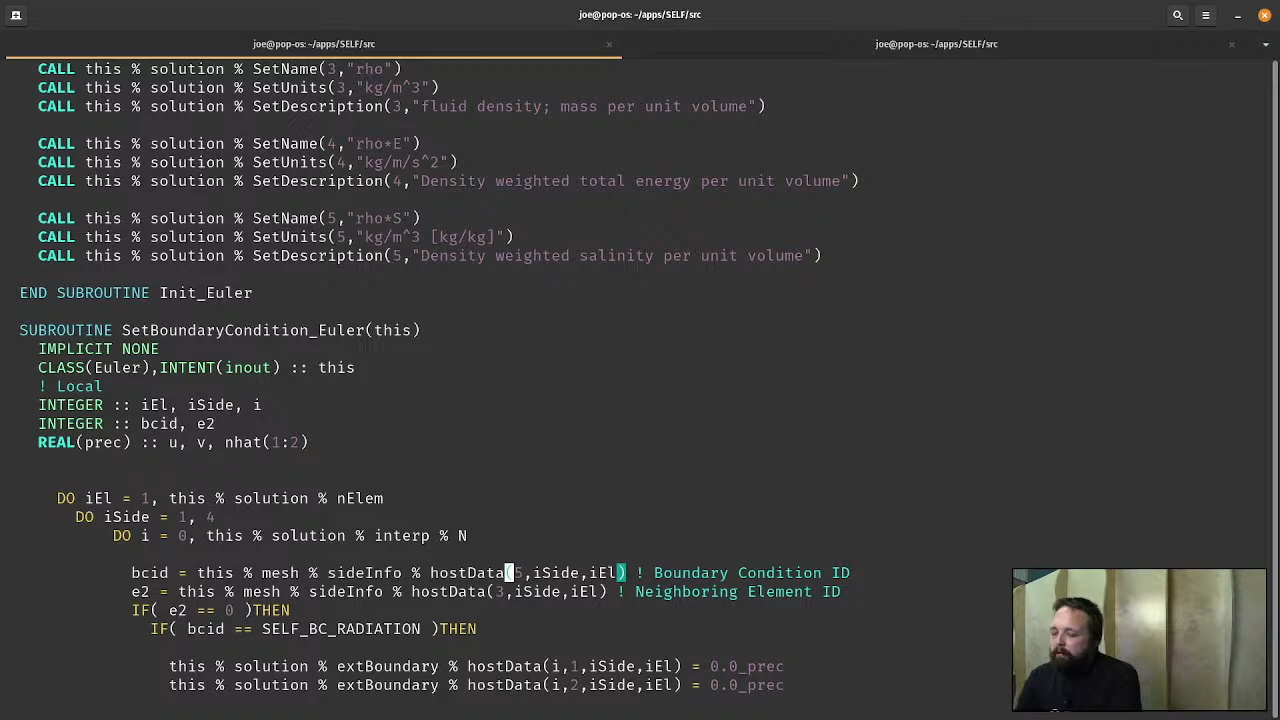 joe@pop-os: ~/apps/SELF/src
joe@pop-os: ~/apps/SELF/src
joe@pop-os: ~/apps/SELF/src
CALL this % solution % SetName(3,"rho")
CALL this % solution % SetUnits(3,"kg/m^3")
CALL this % solution % SetDescription(3,"fluid density; mass per unit volume")
CALL this % solution % SetName(4,"rho*E")
CALL this % solution % SetUnits(4,"kg/m/s^2")
CALL this % solution % SetDescription(4,"Density weighted total energy per unit volume")
CALL this % solution % SetName(5,"rho*S")
CALL this % solution % SetUnits(5,"kg/m^3 [kg/kg]")
CALL this % solution % SetDescription(5,"Density weighted salinity per unit volume")
END SUBROUTINE Init_Euler
SUBROUTINE SetBoundaryCondition_Euler(this)
IMPLICIT NONE
CLASS(Euler),INTENT(inout) :: this
! Local
INTEGER :: iEl, iSide, i
INTEGER :: bcid, e2
REAL(prec) :: u, v, nhat(1:2)
DO iEl = 1, this % solution % nElem
DO iSide = 1, 4
DO i = 0, this % solution % interp % N
bcid = this % mesh % sideInfo % hostData(5,iSide,iEl) ! Boundary Condition ID
e2 = this % mesh % sideInfo % hostData(3,iSide,iEl) ! Neighboring Element ID
IF( e2 == 0 )THEN
IF( bcid == SELF_BC_RADIATION )THEN
this % solution % extBoundary % hostData(i,1,iSide,iEl) = 0.0_prec
this % solution % extBoundary % hostData(i,2,iSide,iEl) = 0.0_prec